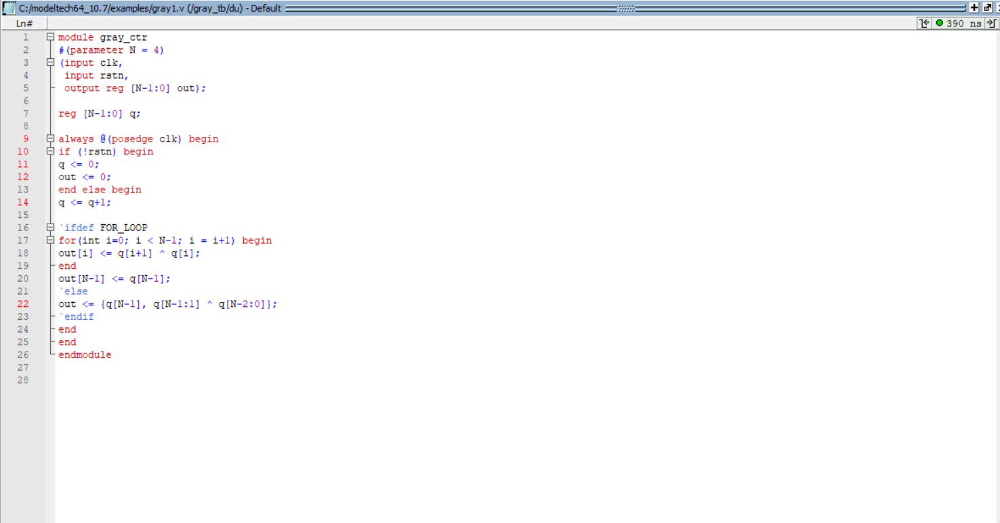 C:/modeltech64_10.7/examples/gray1.v (/gray_tb/du) - Default
Ln#
390 ns
1 module gray_ctr
2 #(parameter N = 4)
3 (input clk,
4 input rstn,
5 output reg [N-1:0] out);
6
7 reg [N-1:0] q;
8
9 always @(posedge clk) begin
10 if (!rstn) begin
11 q <= 0;
12 out <= 0;
13 end else begin
14 q <= q+1;
15
16 `ifdef FOR_LOOP
17 for(int i=0; i < N-1; i = i+1) begin
18 out[i] <= q[i+1] ^ q[i];
19 end
20 out[N-1] <= q[N-1];
21 `else
22 out <= {q[N-1], q[N-1:1] ^ q[N-2:0]};
23 `endif
24 end
25 end
26 endmodule
27
28